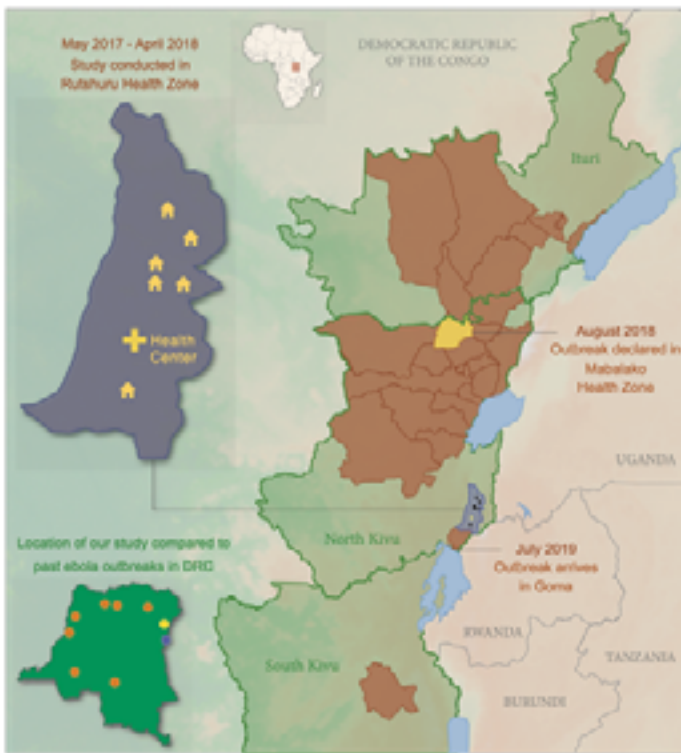 May 2017 - April 2018
Study conducted in
Rutshuru Health Zone
DEMOCRATIC REPUBLIC
OF THE CONGO
Ituri
Health
Center
August 2018
Outbreak declared in
Mabalako
Health Zone
UGANDA
North Kivu
Location of our study compared to
past ebola outbreaks in DRC
July 2019
Outbreak arrives
in Goma
RWANDA
South Kivu
TANZANIA
BURUNDI